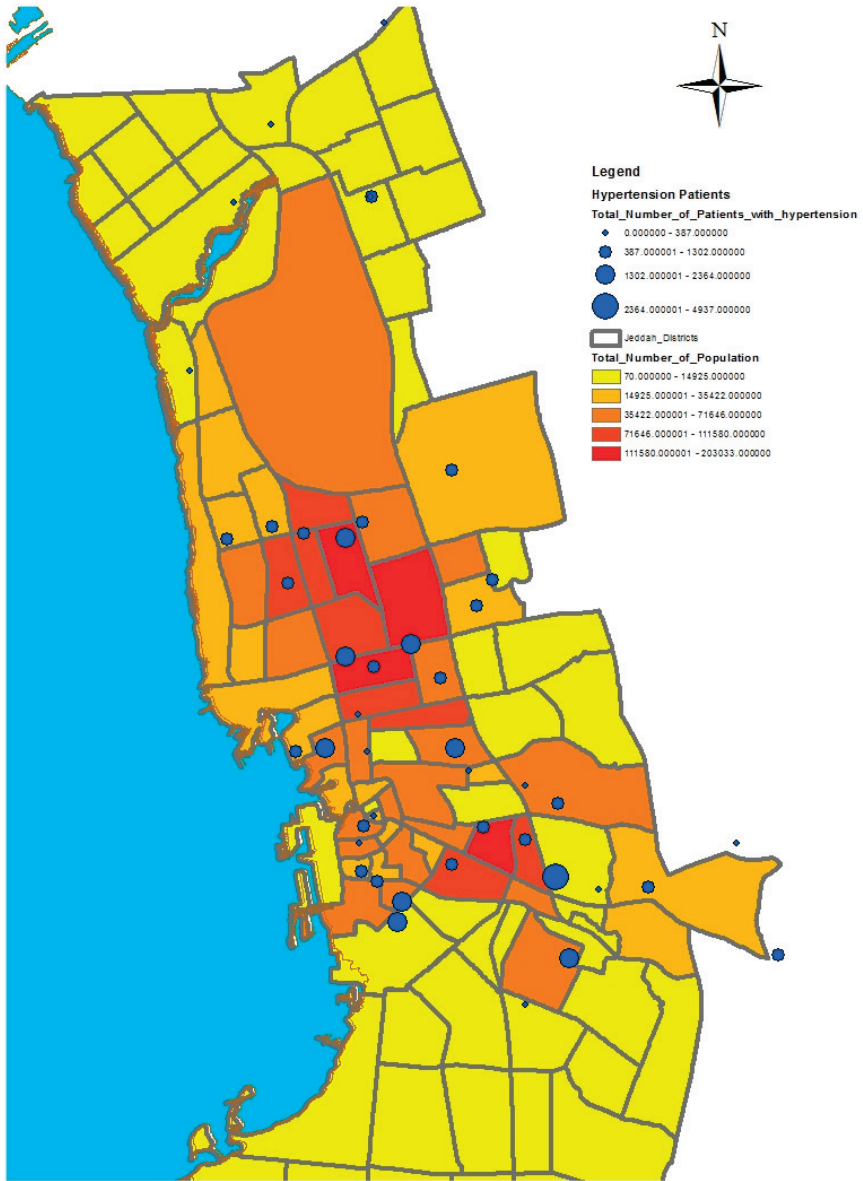 N
Legend
Hypertension Patients
Total_Number_of_Patients_with_hypertension
0.000000 - 387.000000
387.000001 - 1302.000000
1302.000001 - 2364.000000
2364.000001 - 4937.000000
Jeddah_Districts
Total_Number_of_Population
70.000000 - 14925.000000
14925.000001 - 35422.000000
35422.000001 - 71646.000000
71646.000001 - 111580.000000
111580.000001 - 203033.000000